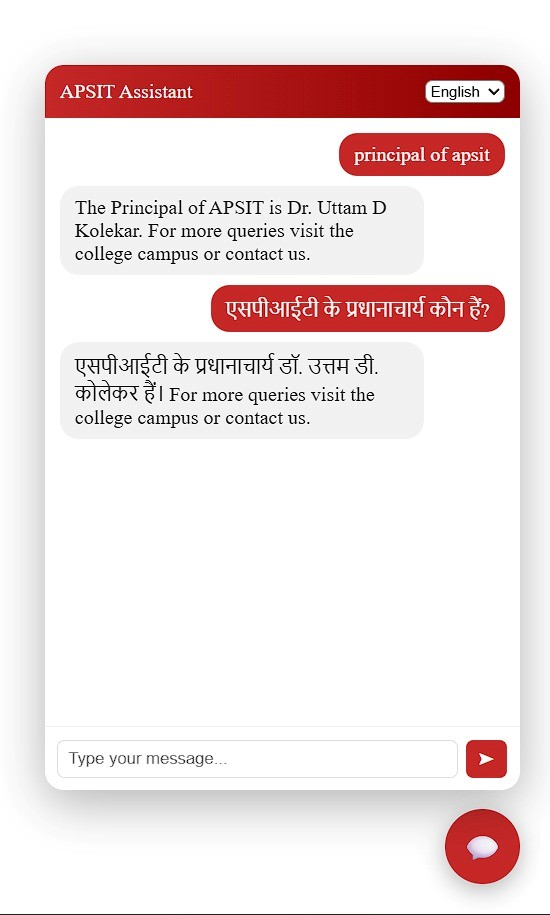 APSIT Assistant
English
principal of apsit
The Principal of APSIT is Dr. Uttam D
Kolekar. For more queries visit the
college campus or contact us.
एसपीआईटी के प्रधानाचार्य कौन हैं?
एसपीआईटी के प्रधानाचार्य डॉ. उत्तम डी.
कोलेकर हैं। For more queries visit the
college campus or contact us.
Type your message...